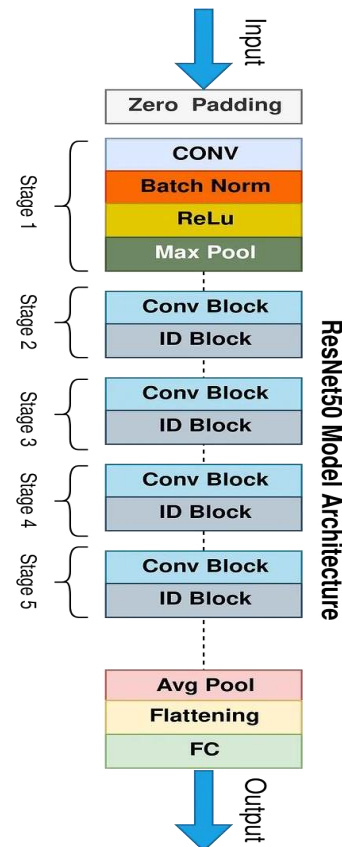 Input
Zero Padding
Stage 1
CONV
Batch Norm
ReLu
Max Pool
Stage 2
Conv Block
ID Block
Stage 3
Conv Block
ID Block
Stage 4
Conv Block
ID Block
Stage 5
Conv Block
ID Block
ResNet50 Model Architecture
Avg Pool
Flattening
FC
Output